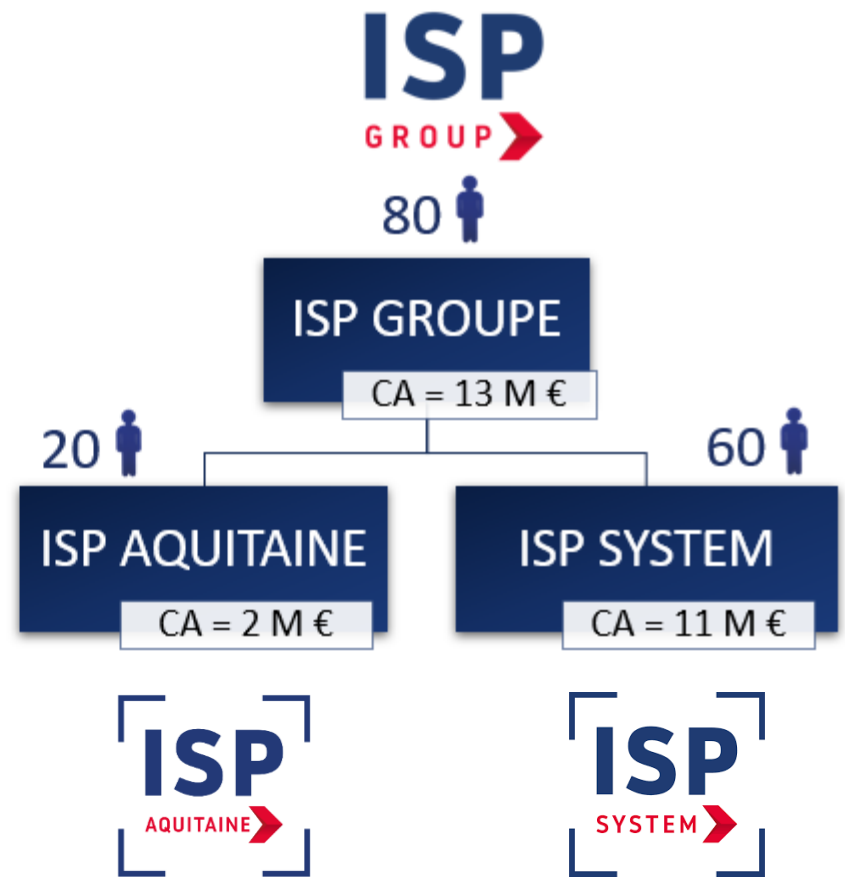 ISP
GROUP
80
ISP GROUPE
CA = 13 M €
20
60
ISP AQUITAINE
ISP SYSTEM
CA = 2 M €
CA = 11 M €
ISP
AQUITAINE
ISP
SYSTEM